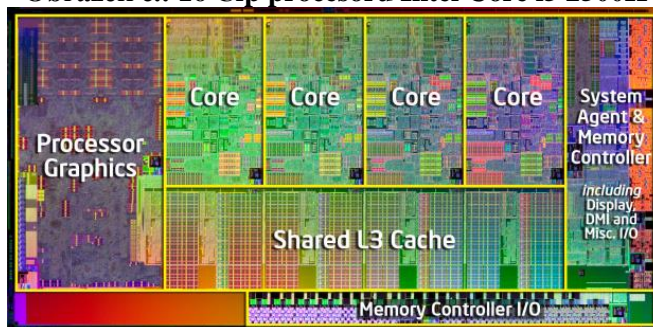 Processor
Graphics
Core
Core
Core
Core
System
Agent &
Memory
Controller
including
Display,
DMI and
Misc. I/O
Shared L3 Cache
Memory Controller I/O